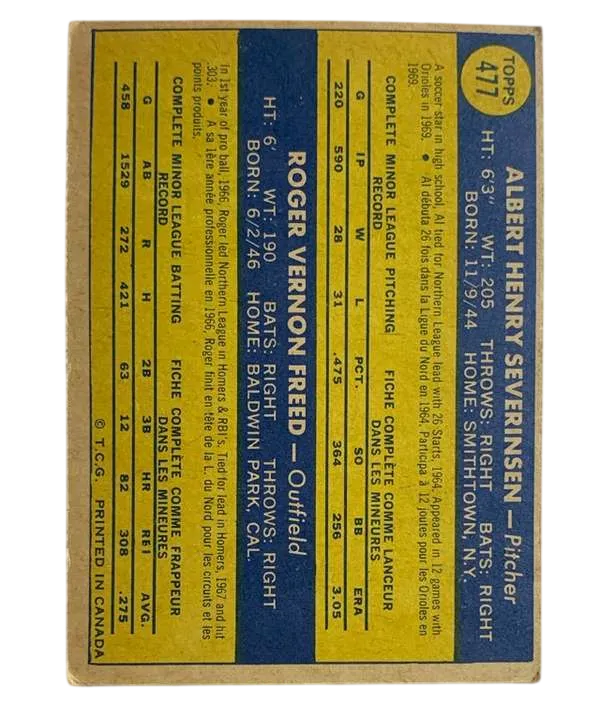 TOPPS
477
ALBERT HENRY SEVERINSEN — Pitcher
HT: 6'3" WT: 205 THROWS: RIGHT BATS: RIGHT
BORN: 11/9/44 HOME: SMITHTOWN, N.Y.
A soccer star in high school, Al tied for Northern League lead with 26 Starts, 1964. Appeared in 12 games with
Orioles in 1969. ● Al débuta 26 fois dans la Ligue du Nord en 1964. Participa à 12 joutes pour les Orioles en
1969.
COMPLETE MINOR LEAGUE PITCHING FICHE COMPLÈTE COMME LANCEUR
RECORD DANS LES MINEURES
G IP W L PCT. SO BB ERA
220 590 28 31 .475 364 256 3.05
ROGER VERNON FREED — Outfield
HT: 6' WT: 190 BATS: RIGHT THROWS: RIGHT
BORN: 6/2/46 HOME: BALDWIN PARK, CAL.
In 1st year of pro ball, 1966, Roger led Northern League in Homers & RBI's. Tied for lead in Homers, 1967 and hit
.303. ● A sa 1ère année professionnelle en 1966, Roger finit en tête de la L. du Nord pour les circuits et les
points produits.
COMPLETE MINOR LEAGUE BATTING FICHE COMPLÈTE COMME FRAPPEUR
RECORD DANS LES MINEURES
G AB R H 2B 3B HR RBI AVG.
458 1529 272 421 63 12 82 308 .275
© T.C.G. PRINTED IN CANADA